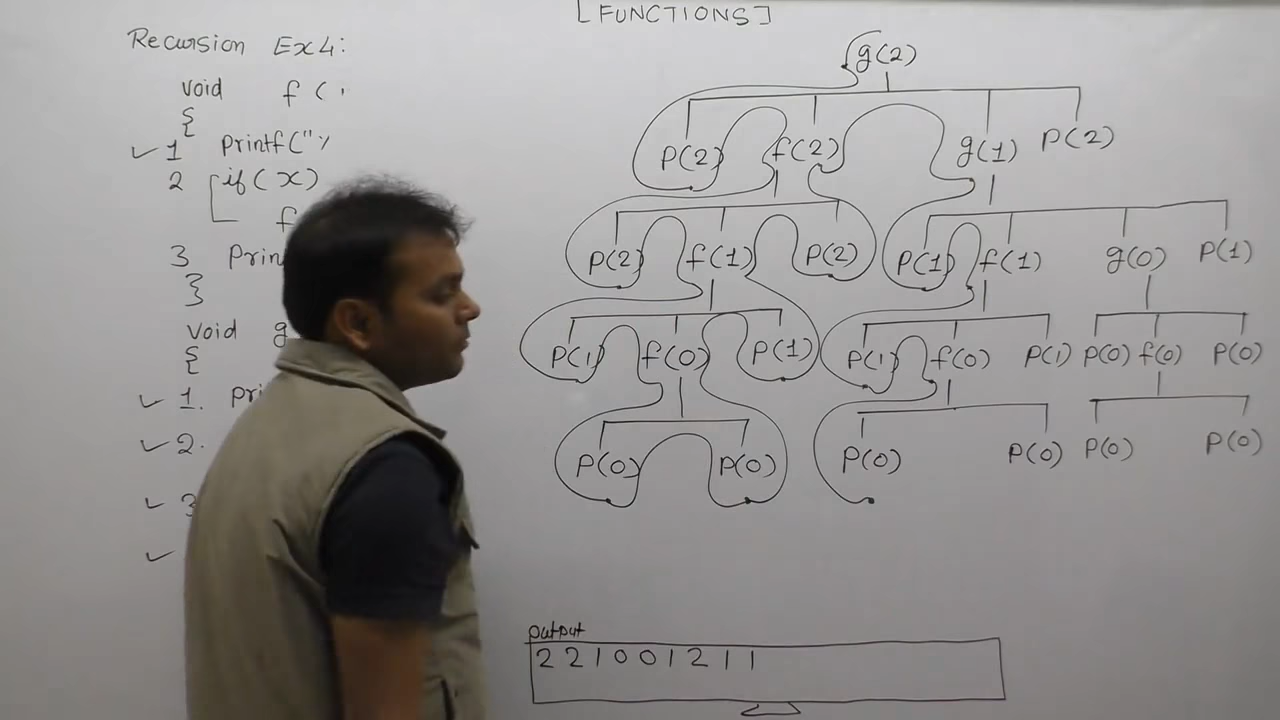 [FUNCTIONS]
Recursion Ex4:
void f(
{
✓ 1 printf("
2 if(x)
f
3 Prin
}
void g
{
✓ 1. pri
✓ 2.
✓ 3
✓
g(2)
P(2) f(2) g(1) P(2)
P(2) f(1) P(2) P(1) f(1) g(0) P(1)
P(1) f(0) P(1) P(1) f(0) P(1) P(0) f(0) P(0)
P(0) P(0) P(0) P(0) P(0) P(0)
output
2 2 1 0 0 1 2 1 1